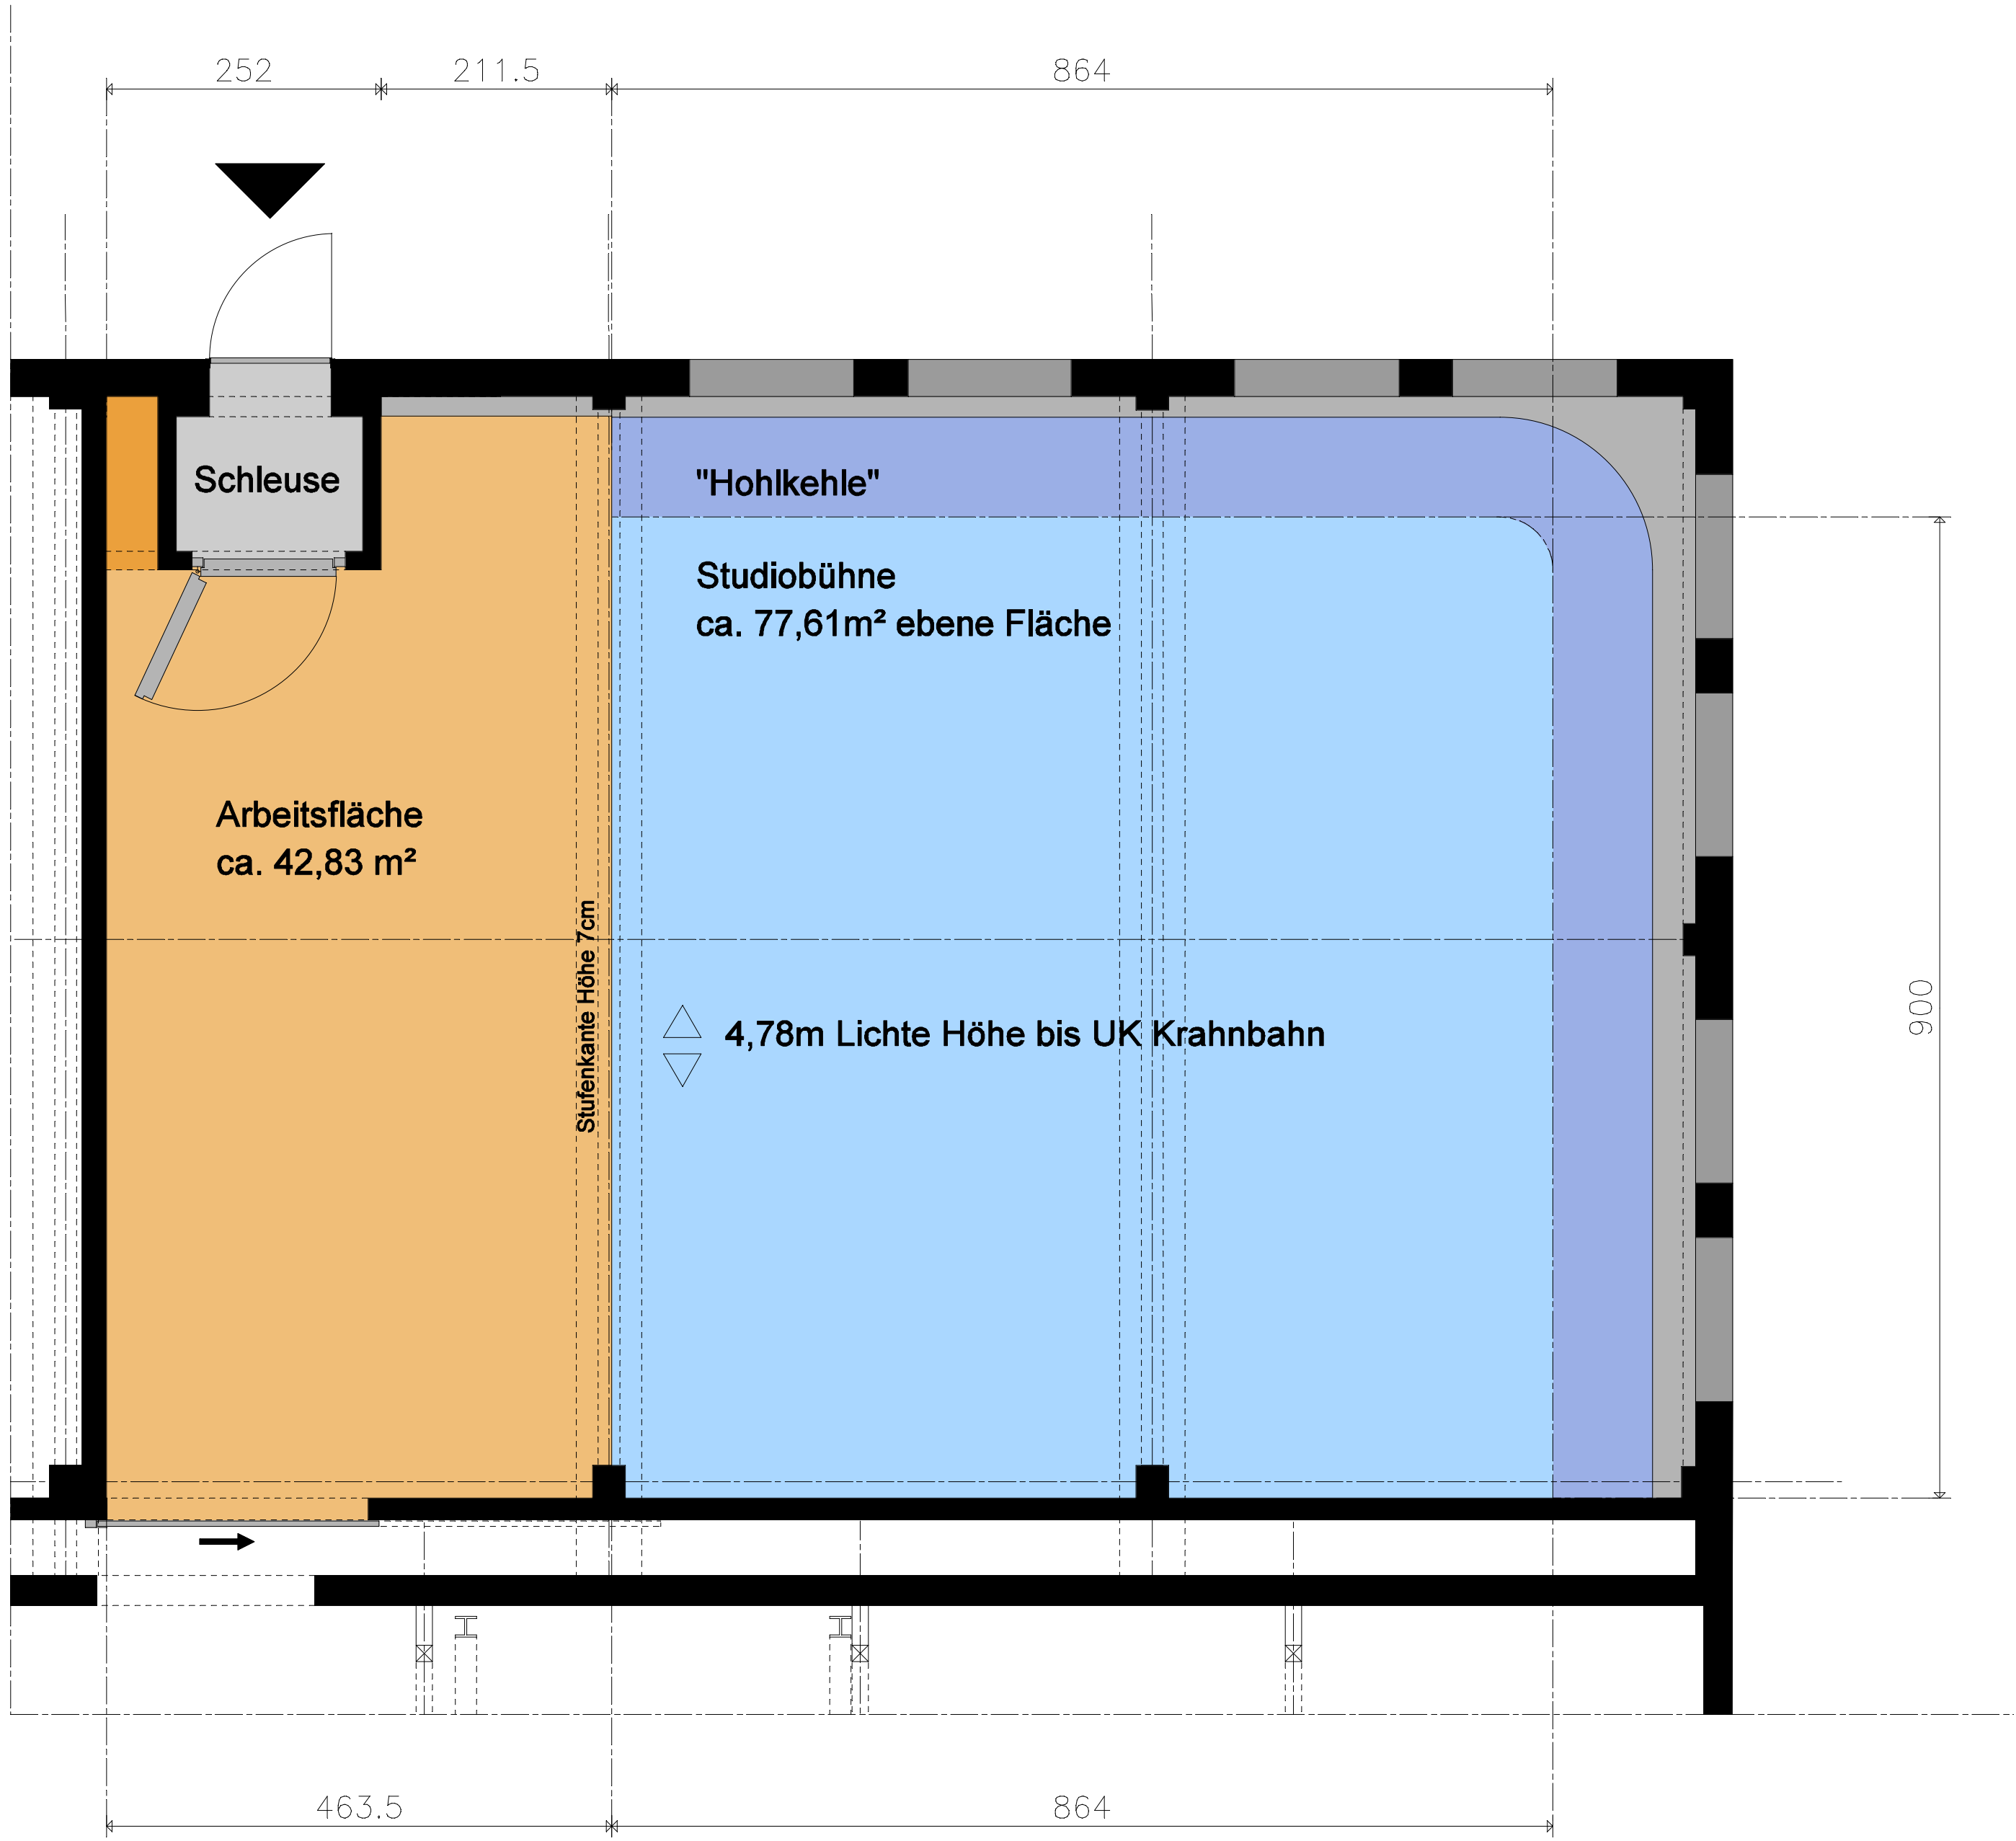 252
211.5
864
Schleuse
"Hohlkehle"
Studiobühne
ca. 77,61m² ebene Fläche
Arbeitsfläche
ca. 42,83 m²
Stufenkante Höhe 7cm
900
4,78m Lichte Höhe bis UK Krahnbahn
463.5
864